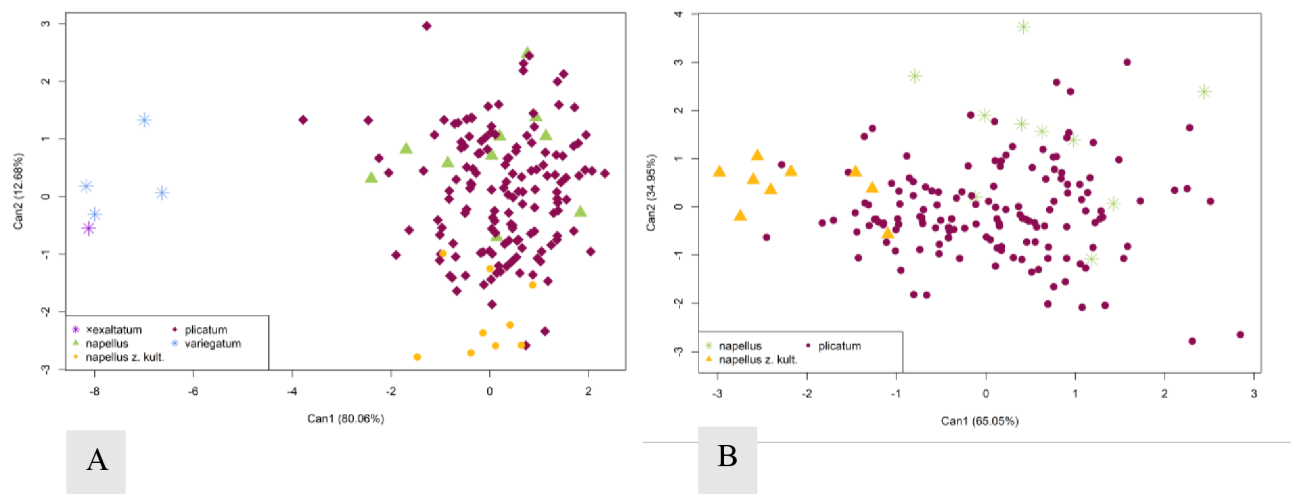 3
2
1
0
-1
-2
-3
Can2 (12.68%)
×exaltatum
plicatum
napellus
variegatum
napellus z. kult.
-8
-6
-4
-2
0
2
Can1 (80.06%)
A
4
3
2
1
0
-1
-2
-3
Can2 (34.95%)
napellus
plicatum
napellus z. kult.
-3
-2
-1
0
1
2
3
Can1 (65.05%)
B